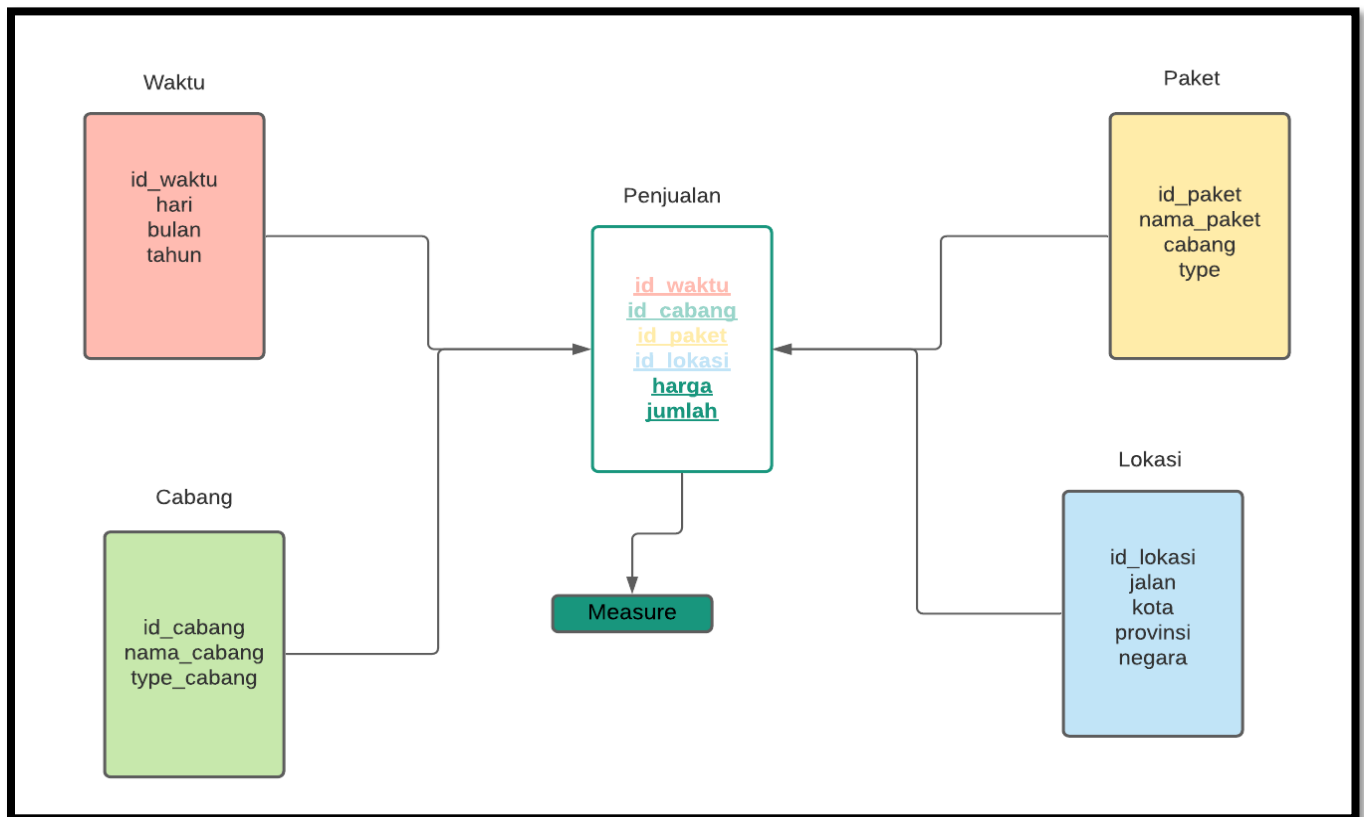 Waktu
id_waktu
hari
bulan
tahun
Paket
id_paket
nama_paket
cabang
type
Penjualan
id_waktu
id_cabang
id_paket
id_lokasi
harga
jumlah
Cabang
id_cabang
nama_cabang
type_cabang
Measure
Lokasi
id_lokasi
jalan
kota
provinsi
negara